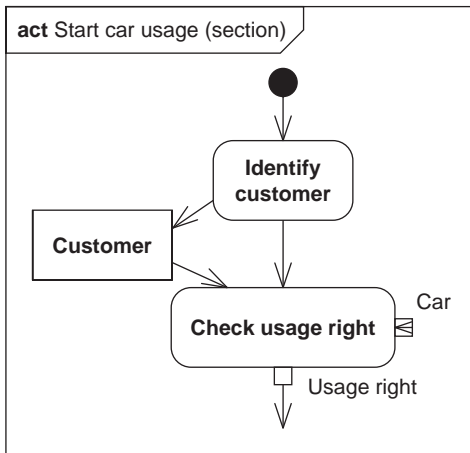 act Start car usage (section)
Identify
customer
Customer
Car
Check usage right
Usage right